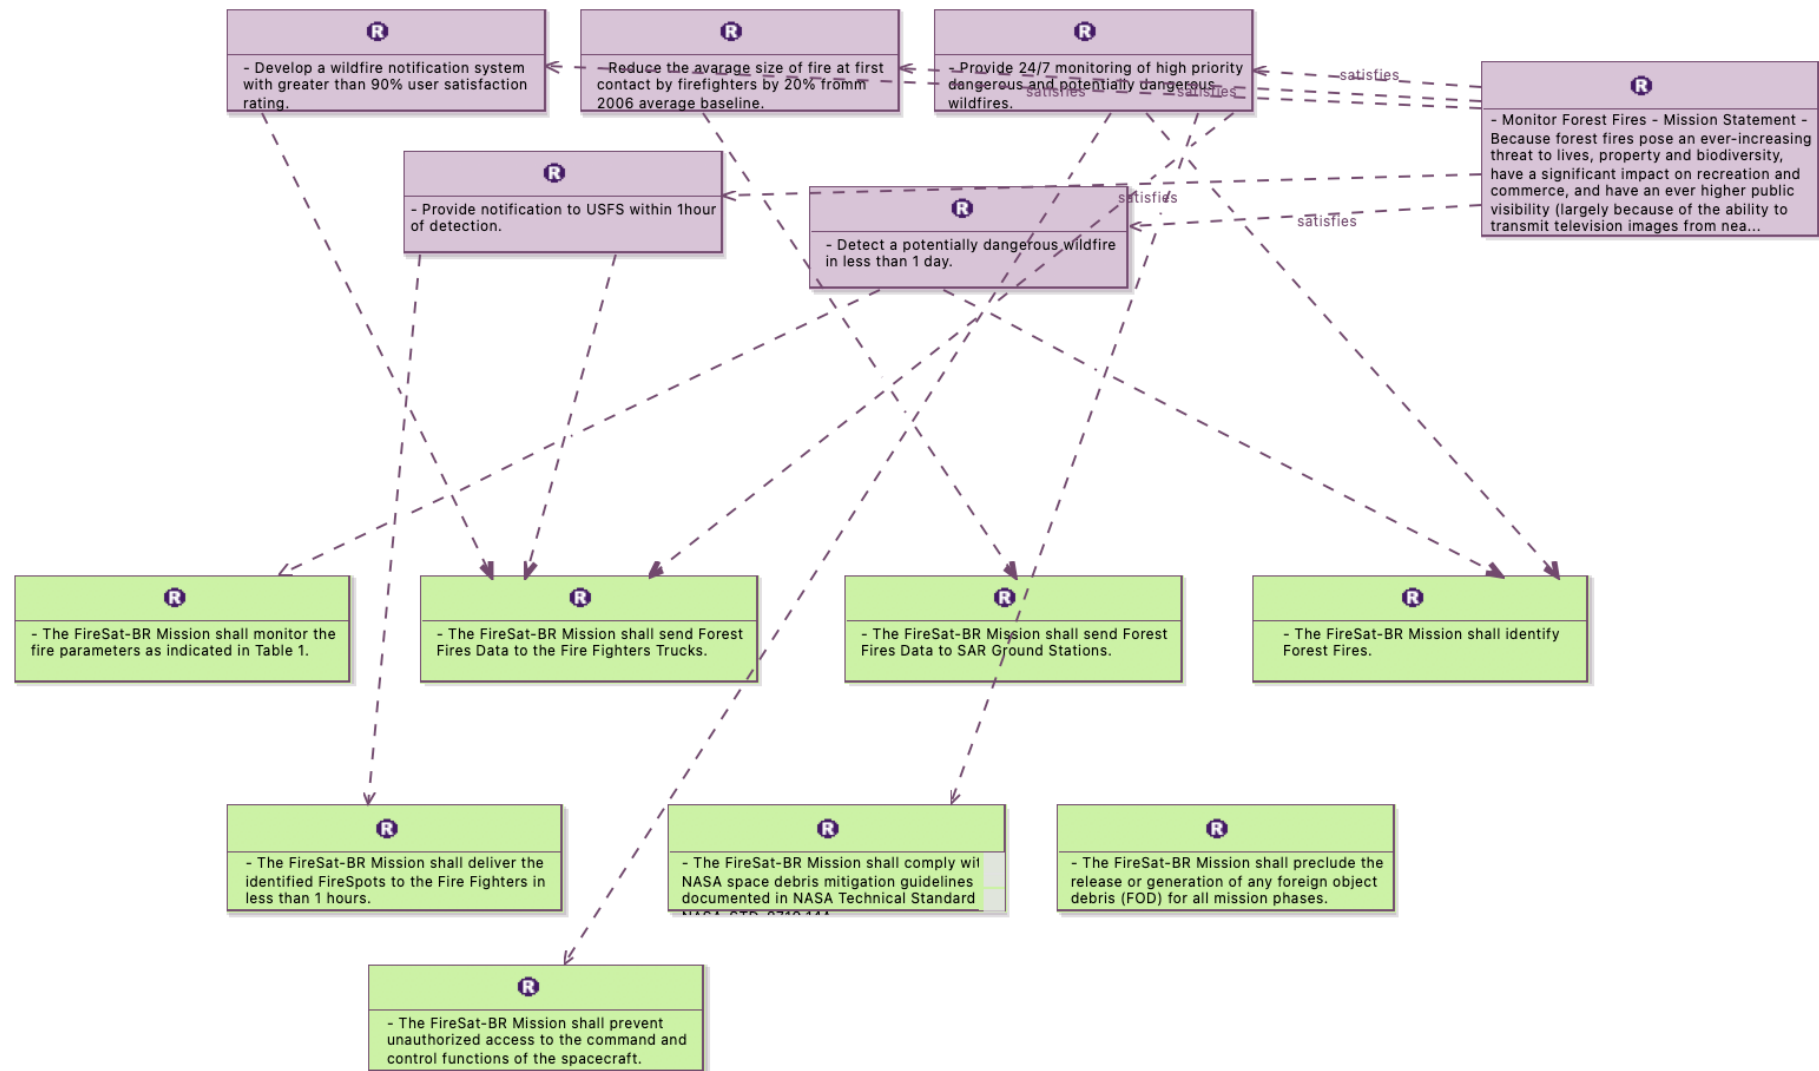 R
- Develop a wildfire notification system
with greater than 90% user satisfaction
rating.
R
- Reduce the avarage size of fire at first
contact by firefighters by 20% fromm
2006 average baseline.
R
- Provide 24/7 monitoring of high priority
dangerous and potentially dangerous
wildfires.
satisfies
satisfies
satisfies
R
- Monitor Forest Fires - Mission Statement -
Because forest fires pose an ever-increasing
threat to lives, property and biodiversity,
have a significant impact on recreation and
commerce, and have an ever higher public
visibility (largely because of the ability to
transmit television images from nea...
R
- Provide notification to USFS within 1hour
of detection.
R
- Detect a potentially dangerous wildfire
in less than 1 day.
satisfies
satisfies
R
- The FireSat-BR Mission shall monitor the
fire parameters as indicated in Table 1.
R
- The FireSat-BR Mission shall send Forest
Fires Data to the Fire Fighters Trucks.
R
- The FireSat-BR Mission shall send Forest
Fires Data to SAR Ground Stations.
R
- The FireSat-BR Mission shall identify
Forest Fires.
R
- The FireSat-BR Mission shall deliver the
identified FireSpots to the Fire Fighters in
less than 1 hours.
R
- The FireSat-BR Mission shall comply wit
NASA space debris mitigation guidelines
documented in NASA Technical Standard
R
- The FireSat-BR Mission shall preclude the
release or generation of any foreign object
debris (FOD) for all mission phases.
R
- The FireSat-BR Mission shall prevent
unauthorized access to the command and
control functions of the spacecraft.